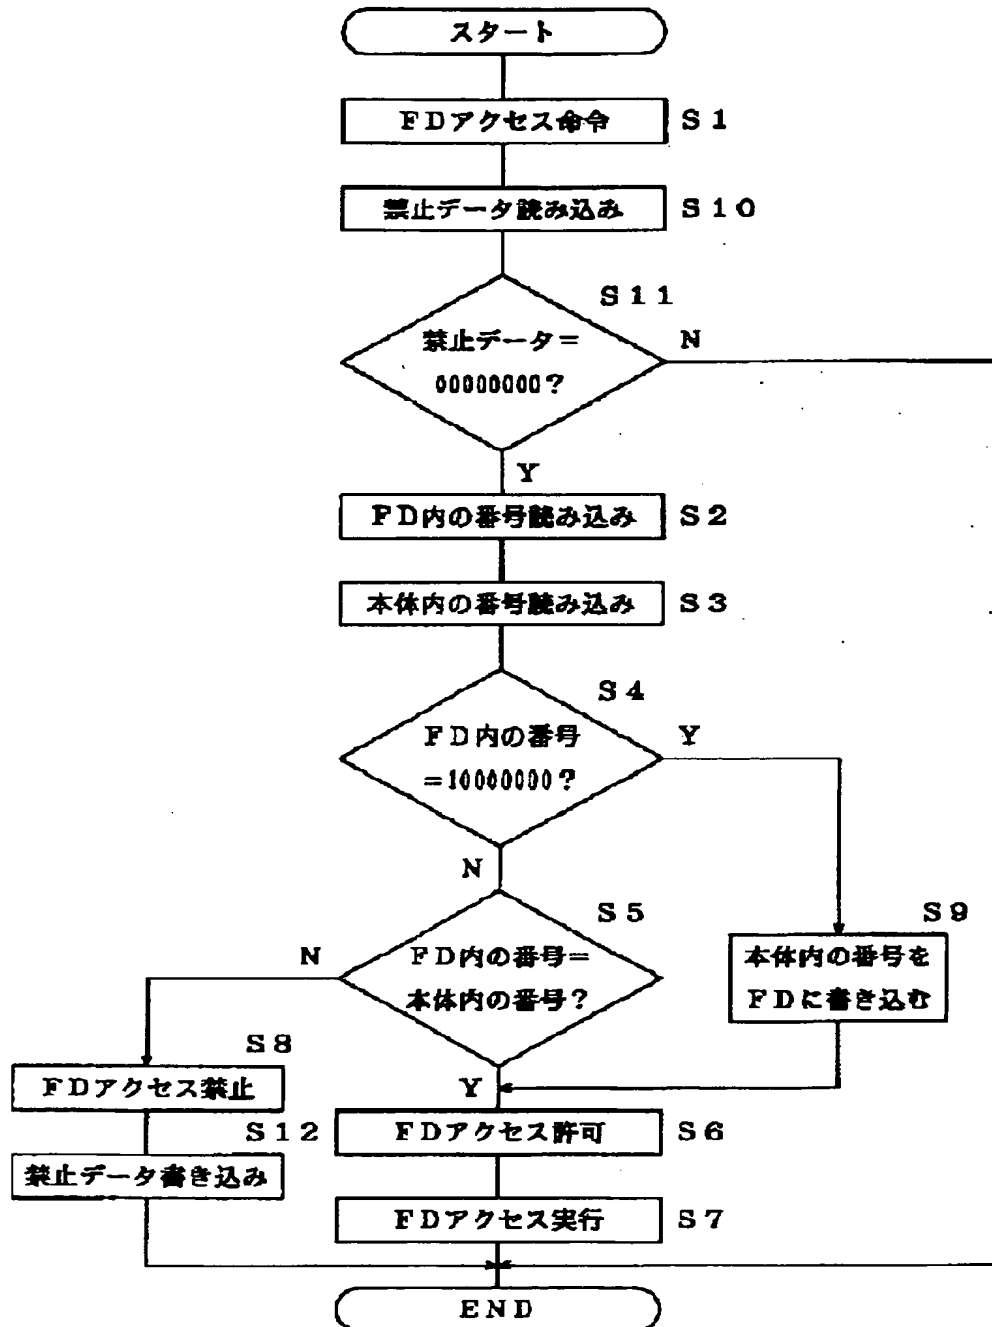 スタート
FDアクセス命令
S1
禁止データ読み込み
S10
S11
禁止データ=
00000000?
N
Y
FD内の番号読み込み
S2
本体内の番号読み込み
S3
S4
FD内の番号
=10000000?
Y
N
S5
FD内の番号=
本体内の番号?
N
S9
本体内の番号を
FDに書き込む
S8
FDアクセス禁止
Y
S12
FDアクセス許可
S6
禁止データ書き込み
FDアクセス実行
S7
END